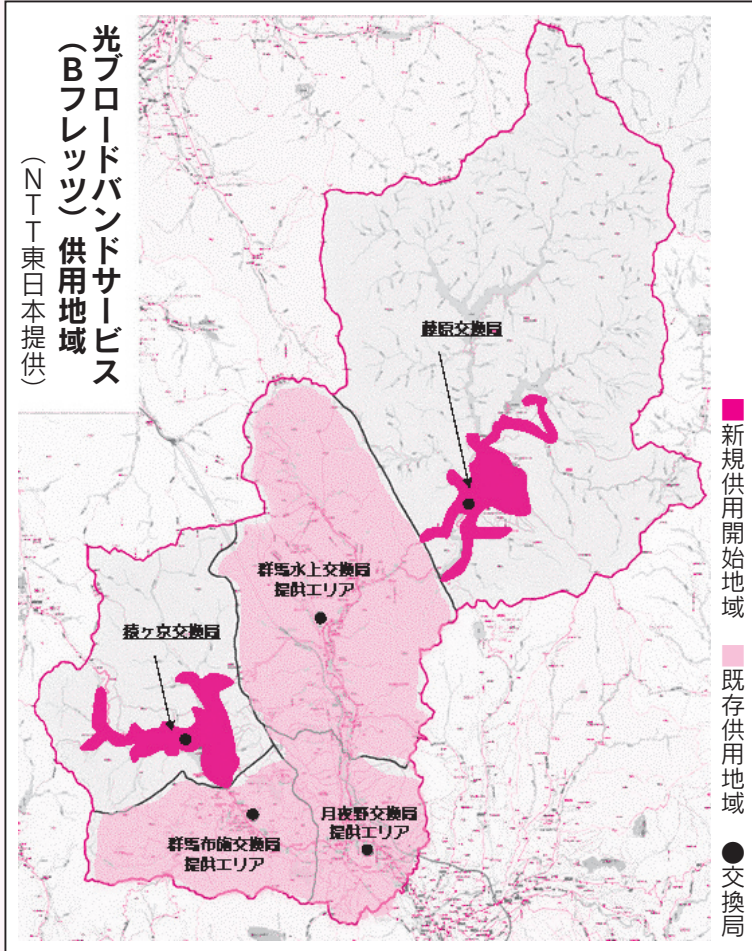 光ブロードバンドサービス
（Bフレッツ）供用地域
（NTT東日本提供）
藤原交換局
群馬水上交換局
提供エリア
猿ヶ京交換局
月夜野交換局
提供エリア
群馬布施交換局
提供エリア
■新規供用開始地域 ■既存供用地域 ●交換局